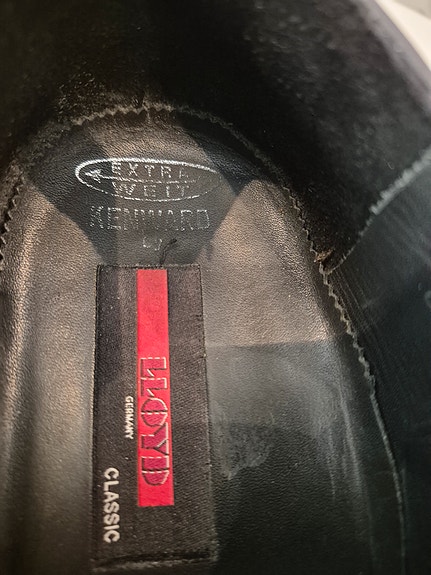 EXTRA
WEIT
KENWARD
LLOYD
GERMANY
CLASSIC